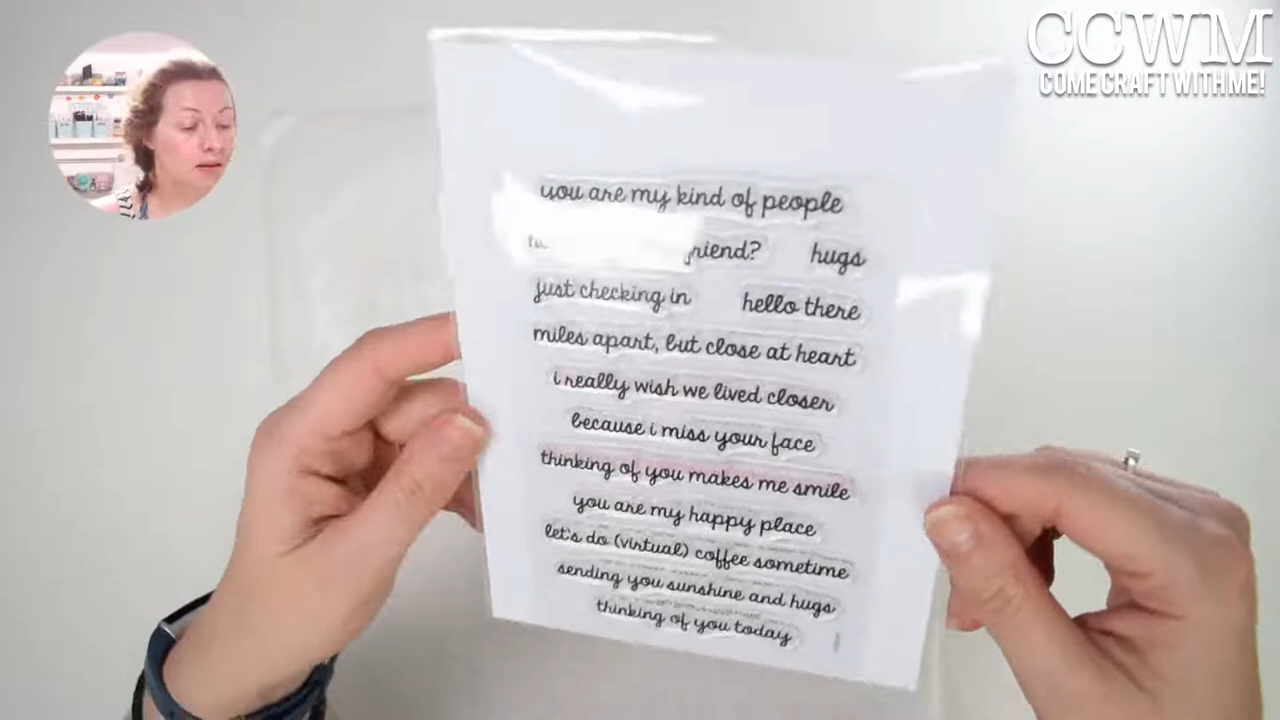 CCWM
COME CRAFT WITH ME!
you are my kind of people
friend? hugs
just checking in hello there
miles apart, but close at heart
i really wish we lived closer
because i miss your face
thinking of you makes me smile
you are my happy place
let's do (virtual) coffee sometime
sending you sunshine and hugs
thinking of you today